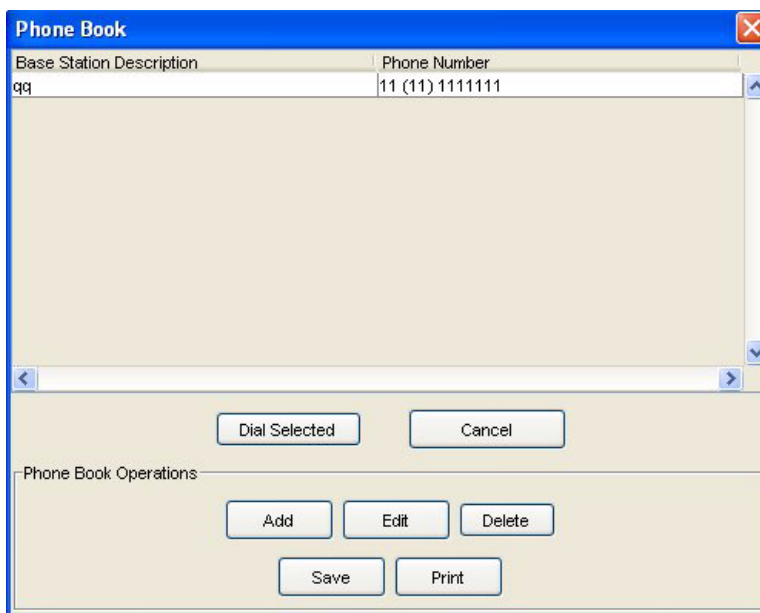 Phone Book
Base Station Description Phone Number
qq 11 (11) 1111111
Dial Selected Cancel
Phone Book Operations
Add Edit Delete
Save Print